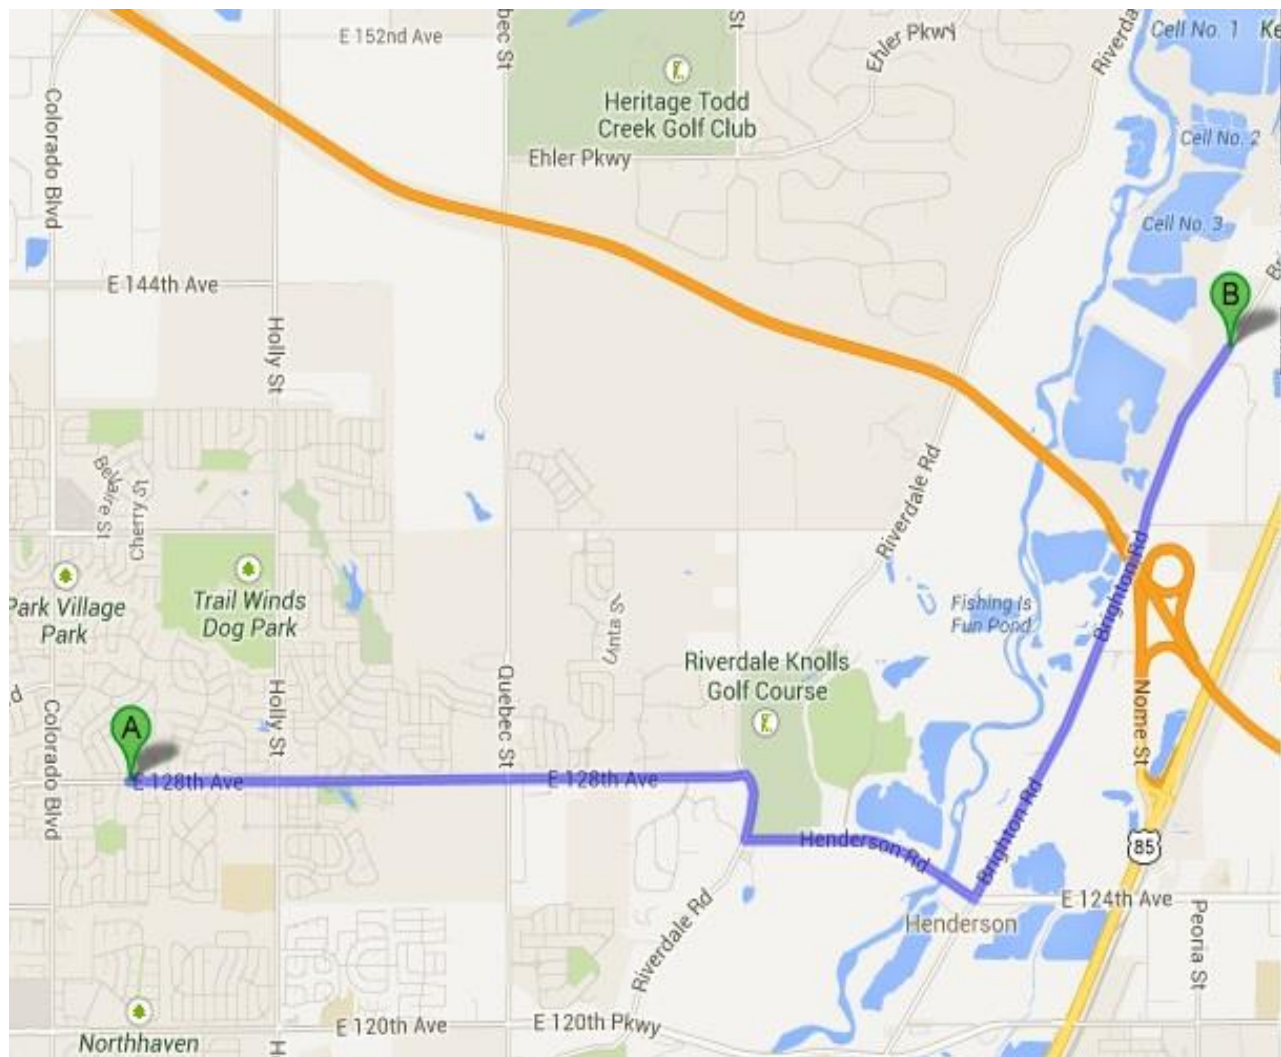 E 152nd Ave
bec St
St
Ehler Pkwy
Riverda
Cell No. 1
Ke
Colorado Blvd
Heritage Todd
Creek Golf Club
Ehler Pkwy
Cell No. 2
Cell No. 3
E 144th Ave
B
Holly St
Riverdale Rd
Cherry St
Park Village
Park
Trail Winds
Dog Park
Unta S
Fishing Is
Fun Pond
Brighton Rd
Riverdale Knolls
Golf Course
Quebec St
Holly St
Colorado Blvd
Nome St
A
E 128th Ave
E 128th Ave
Henderson Rd
Brighton Rd
85
E 124th Ave
Henderson
Peoria St
Riverdale Rd
E 120th Ave
E 120th Pkwy
H
Northhaven